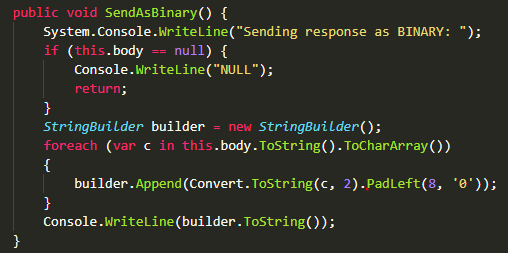 public void SendAsBinary() {
    System.Console.WriteLine("Sending response as BINARY: ");
    if (this.body == null) {
        Console.WriteLine("NULL");
        return;
    }
    StringBuilder builder = new StringBuilder();
    foreach (var c in this.body.ToString().ToCharArray())
    {
        builder.Append(Convert.ToString(c, 2).PadLeft(8, '0'));
    }
    Console.WriteLine(builder.ToString());
}